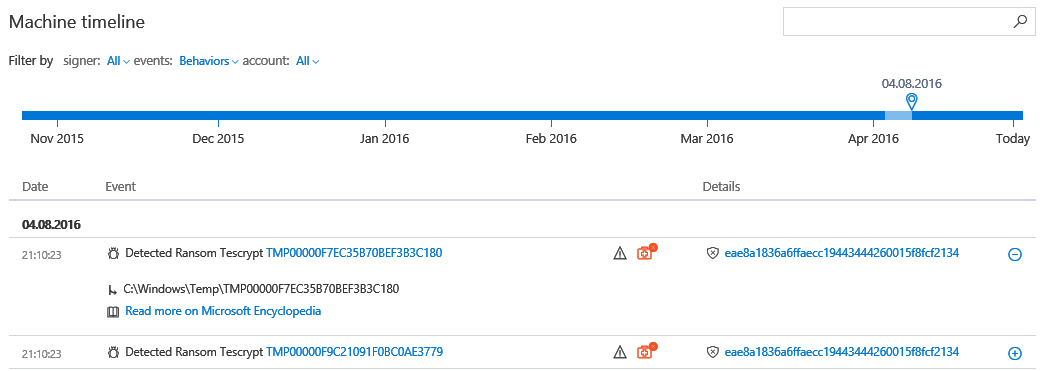 Machine timeline
Filter by signer: All events: Behaviors account: All
04.08.2016
Nov 2015 Dec 2015 Jan 2016 Feb 2016 Mar 2016 Apr 2016 Today
Date Event Details
04.08.2016
21:10:23 Detected Ransom Tescrypt TMP00000F7EC35B70BEF3B3C180 eae8a1836a6ffaecc19443444260015f8fcf2134
C:\Windows\Temp\TMP00000F7EC35B70BEF3B3C180
Read more on Microsoft Encyclopedia
21:10:23 Detected Ransom Tescrypt TMP00000F9C21091F0BC0AE3779 eae8a1836a6ffaecc19443444260015f8fcf2134